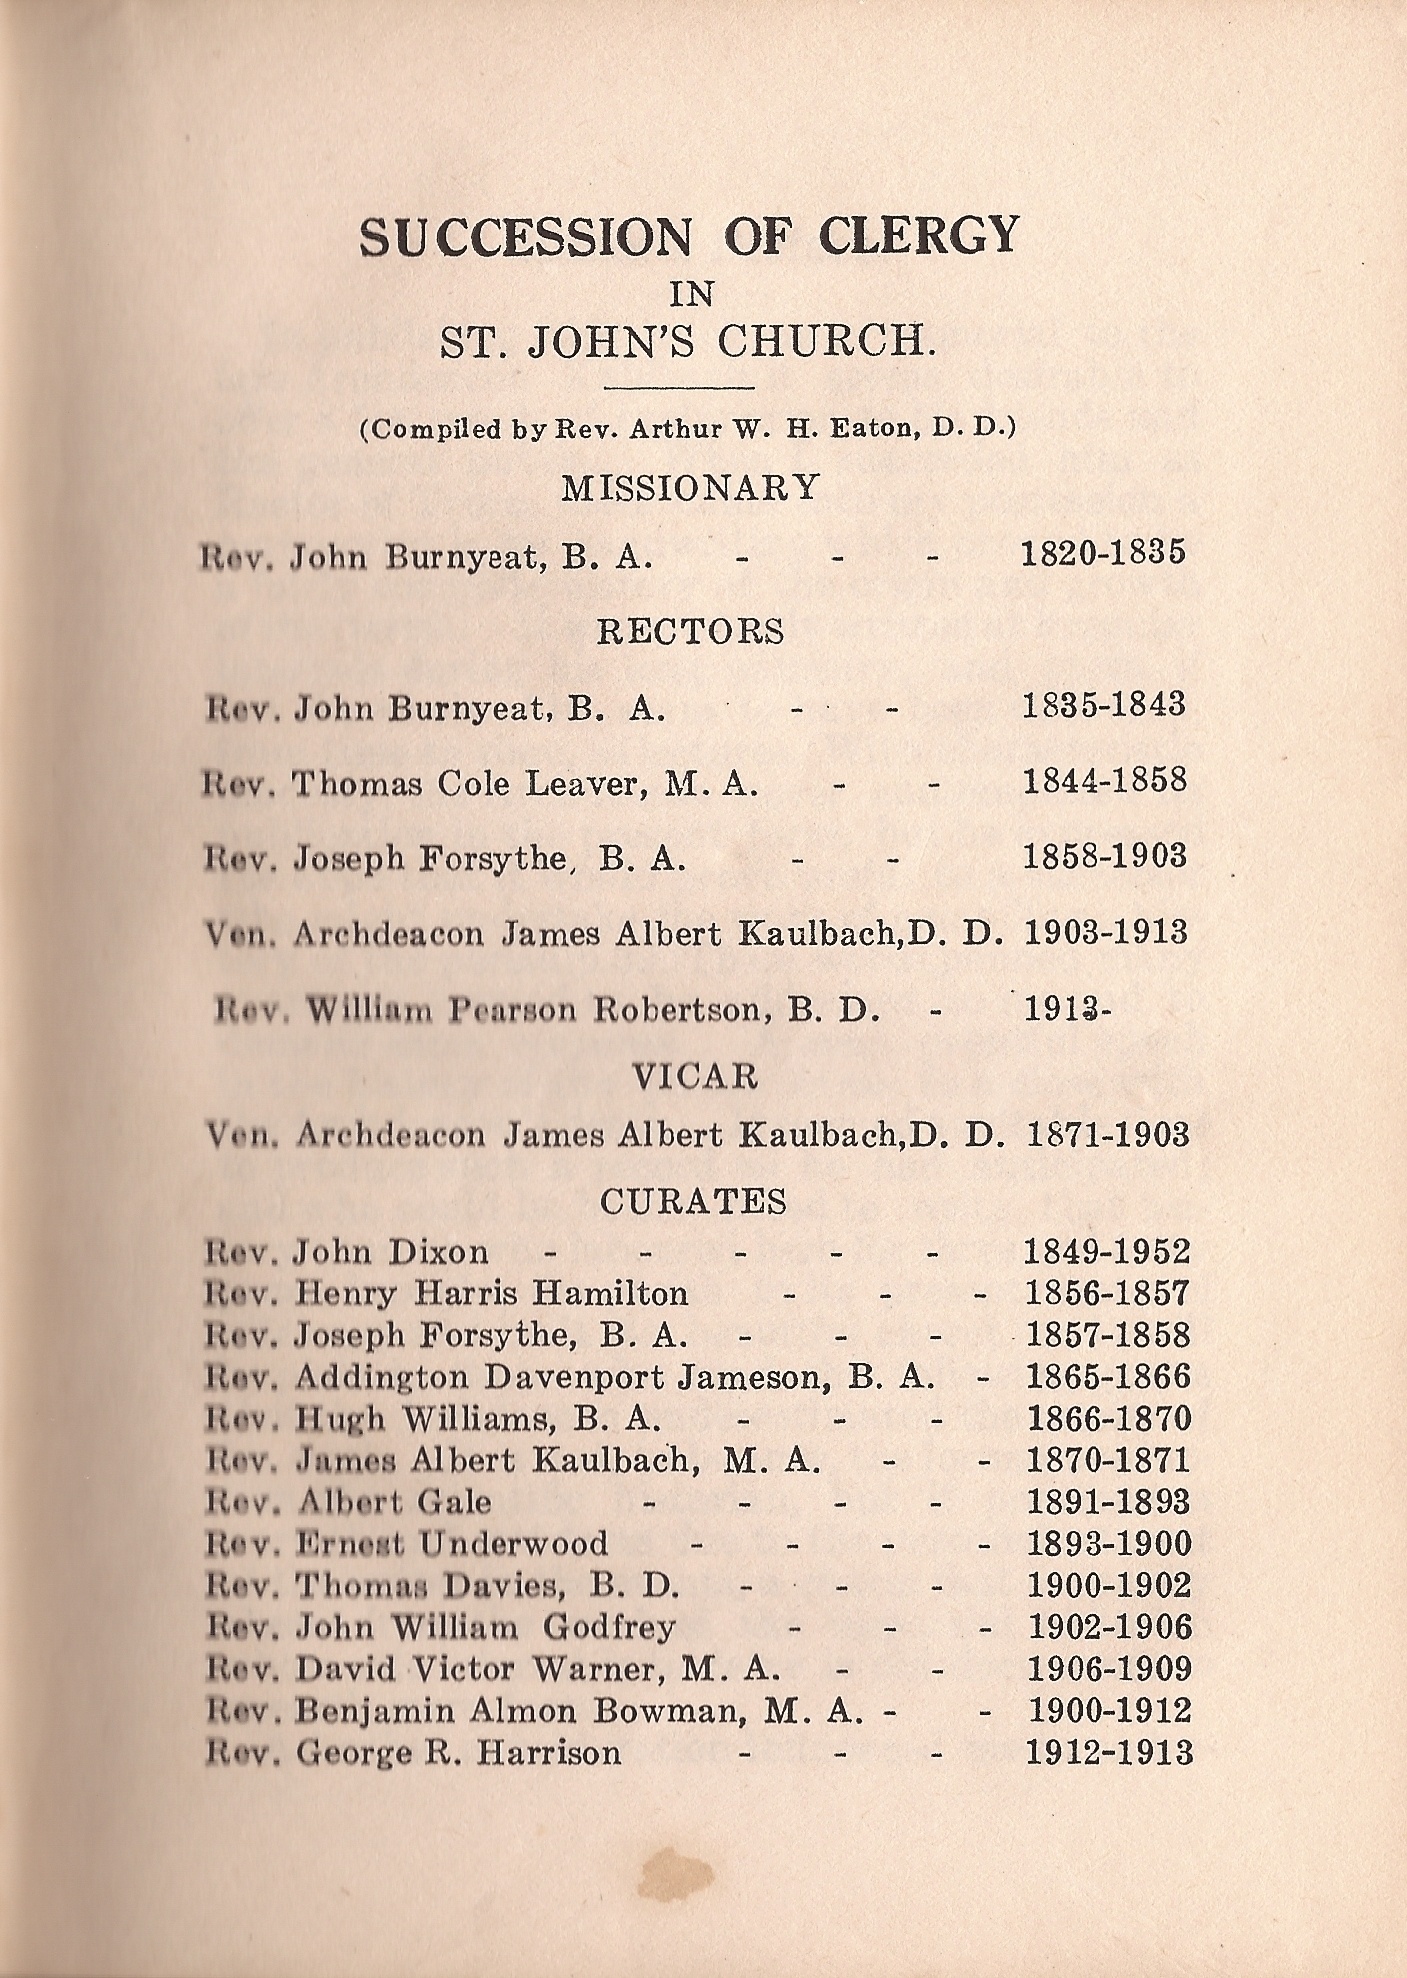 SUCCESSION OF CLERGY
IN
ST. JOHN'S CHURCH.
(Compiled by Rev. Arthur W. H. Eaton, D. D.)
MISSIONARY
Rev. John Burnyeat, B. A. - - - 1820-1835
RECTORS
Rev. John Burnyeat, B. A. - - 1835-1843
Rev. Thomas Cole Leaver, M. A. - - 1844-1858
Rev. Joseph Forsythe, B. A. - - 1858-1903
Ven. Archdeacon James Albert Kaulbach,D. D. 1903-1913
Rev. William Pearson Robertson, B. D. - 1913-
VICAR
Ven. Archdeacon James Albert Kaulbach,D. D. 1871-1903
CURATES
Rev. John Dixon - - - - - 1849-1952
Rev. Henry Harris Hamilton - - - 1856-1857
Rev. Joseph Forsythe, B. A. - - - 1857-1858
Rev. Addington Davenport Jameson, B. A. - 1865-1866
Rev. Hugh Williams, B. A. - - - 1866-1870
Rev. James Albert Kaulbach, M. A. - - 1870-1871
Rev. Albert Gale - - - - 1891-1893
Rev. Ernest Underwood - - - - 1893-1900
Rev. Thomas Davies, B. D. - - - 1900-1902
Rev. John William Godfrey - - - 1902-1906
Rev. David Victor Warner, M. A. - - 1906-1909
Rev. Benjamin Almon Bowman, M. A. - - 1900-1912
Rev. George R. Harrison - - - 1912-1913